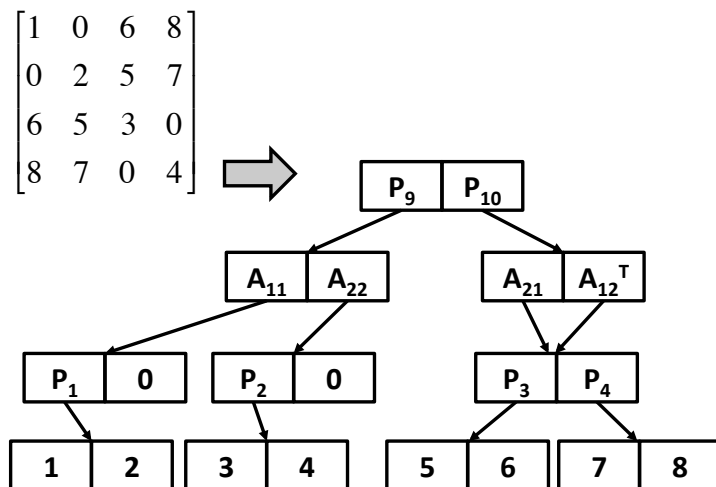 1 0 6 8
0 2 5 7
6 5 3 0
8 7 0 4
P₉ P₁₀
A₁₁ A₂₂ A₂₁ A₁₂ᵀ
P₁ 0 P₂ 0 P₃ P₄
1 2 3 4 5 6 7 8